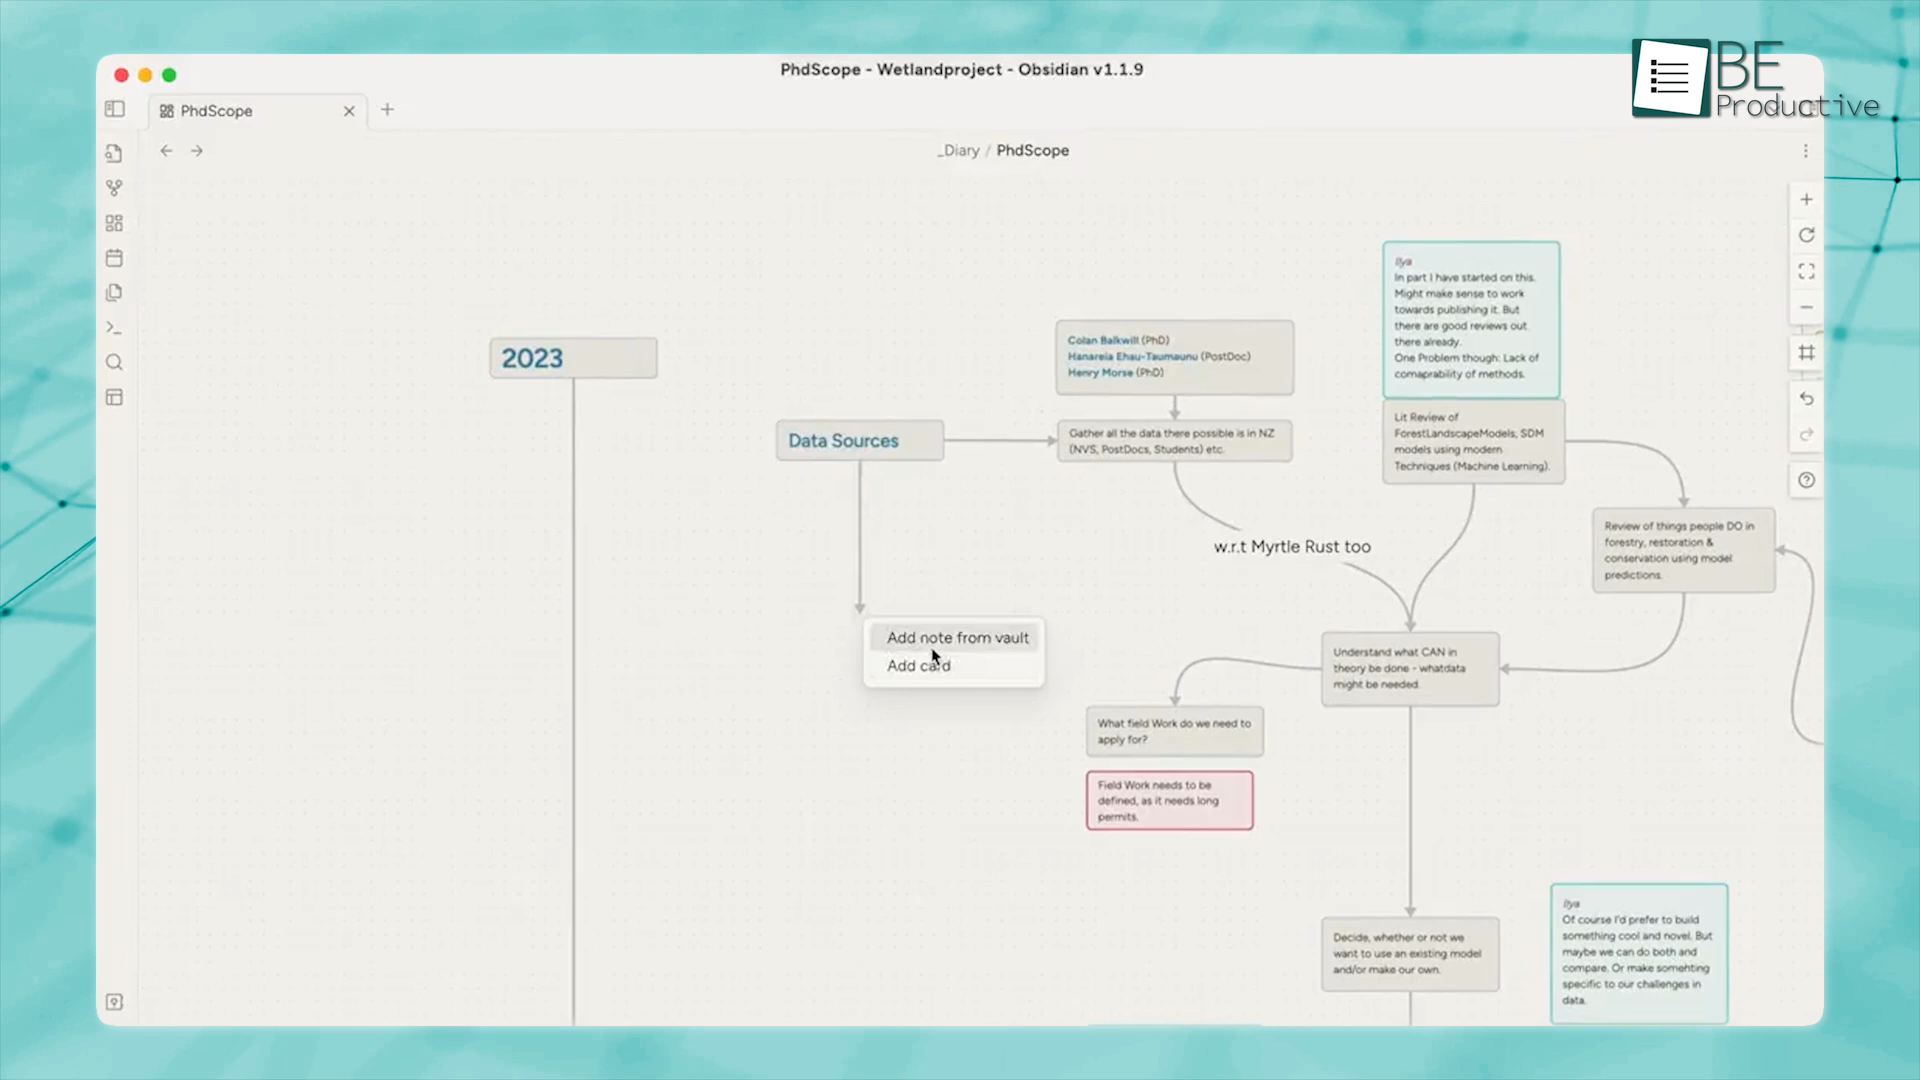 PhdScope - Wetlandproject - Obsidian v1.1.9
BE
Productive
PhdScope
_Diary / PhdScope
2023
Data Sources
Colan Balkwill (PhD)
Hanareia Ehau-Taumaunu (PostDoc)
Henry Morse (PhD)
Gather all the data there possible is in NZ
(NVS, PostDocs, Students) etc.
Ilya
In part I have started on this.
Might make sense to work
towards publishing it. But
there are good reviews out
there already.
One Problem though: Lack of
comaprability of methods.
Lit Review of
ForestLandscapeModels, SDM
models using modern
Techniques (Machine Learning).
w.r.t Myrtle Rust too
Review of things people DO in
forestry, restoration &
conservation using model
predictions.
Add note from vault
Add card
Understand what CAN in
theory be done - whatdata
might be needed
What field Work do we need to
apply for?
Field Work needs to be
defined, as it needs long
permits.
Decide, whether or not we
want to use an existing model
and/or make our own.
Ilya
Of course I'd prefer to build
something cool and novel. But
maybe we can do both and
compare. Or make somehting
specific to our challenges in
data.